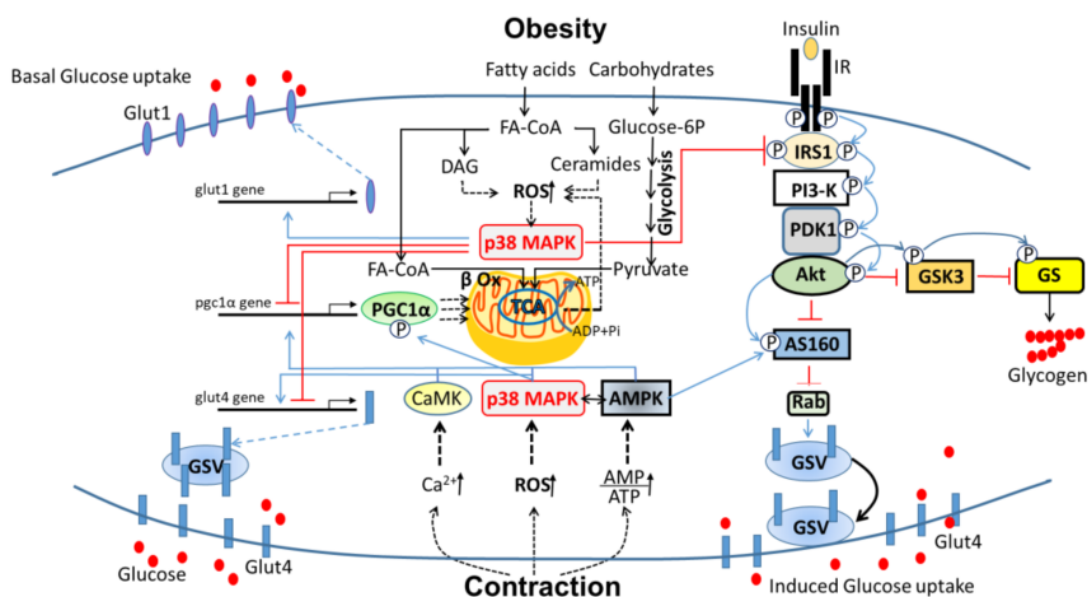 Obesity
Insulin
Basal Glucose uptake
Fatty acids
Carbohydrates
IR
Glut1
P
P
FA-CoA
Glucose-6P
P
IRS1
P
DAG
Ceramides
Glycolysis
glut1 gene
ROS
PI3-K
P
PDK1
P
p38 MAPK
FA-CoA
Pyruvate
Akt
P
P
GSK3
P
GS
β Ox
ATP
pgc1α gene
PGC1α
TCA
P
ADP+Pi
P
AS160
Glycogen
glut4 gene
CaMK
p38 MAPK
AMPK
Rab
GSV
GSV
Ca2+
ROS
AMP
ATP
GSV
Glut4
Glucose
Glut4
Contraction
Induced Glucose uptake